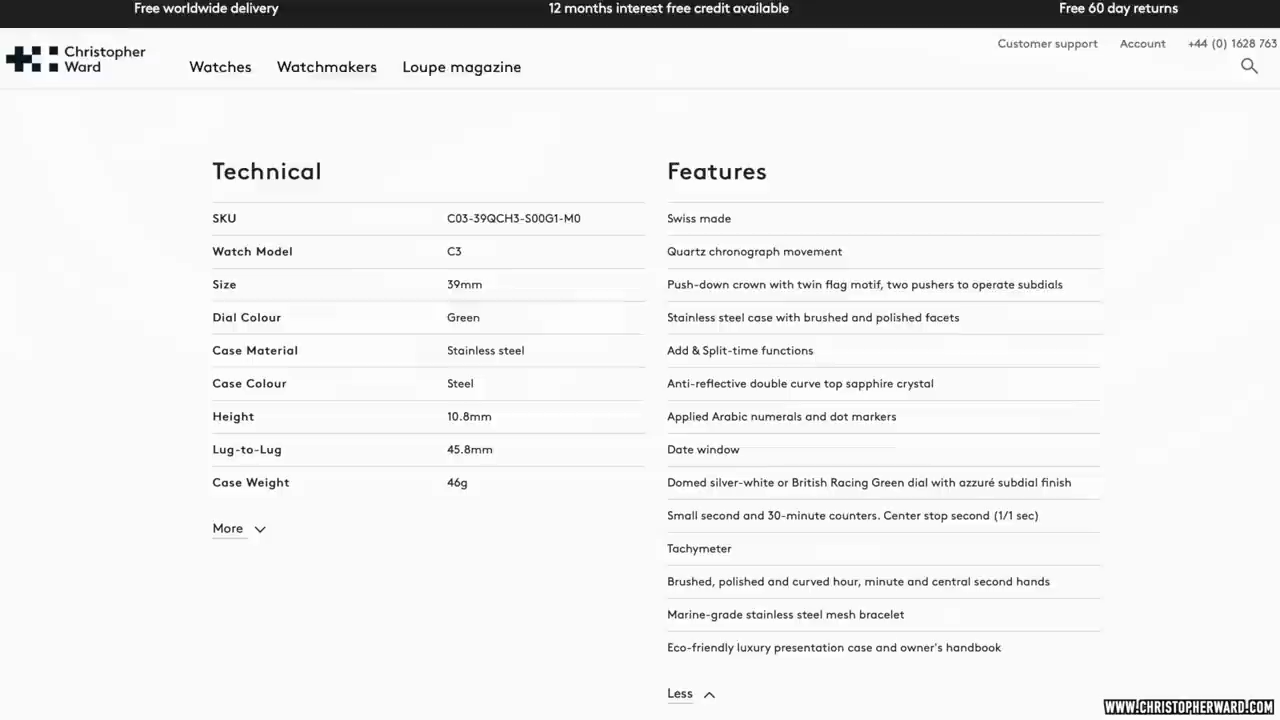 Free worldwide delivery
12 months interest free credit available
Free 60 day returns
Customer support
Account
+44 (0) 1628 763
Christopher
Ward
Watches
Watchmakers
Loupe magazine
Technical
SKU C03-39QCH3-S00G1-M0
Watch Model C3
Size 39mm
Dial Colour Green
Case Material Stainless steel
Case Colour Steel
Height 10.8mm
Lug-to-Lug 45.8mm
Case Weight 46g
More
Features
Swiss made
Quartz chronograph movement
Push-down crown with twin flag motif, two pushers to operate subdials
Stainless steel case with brushed and polished facets
Add & Split-time functions
Anti-reflective double curve top sapphire crystal
Applied Arabic numerals and dot markers
Date window
Domed silver-white or British Racing Green dial with azzuré subdial finish
Small second and 30-minute counters. Center stop second (1/1 sec)
Tachymeter
Brushed, polished and curved hour, minute and central second hands
Marine-grade stainless steel mesh bracelet
Eco-friendly luxury presentation case and owner's handbook
Less
WWW.CHRISTOPHERWARD.COM